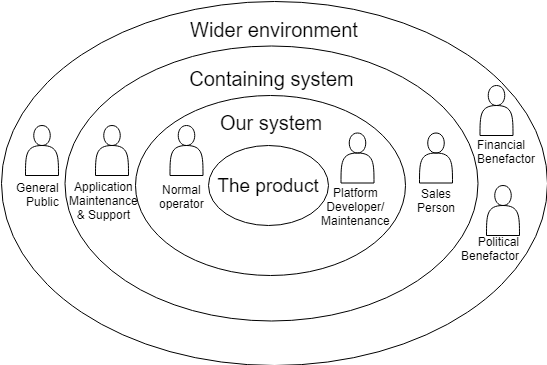 Wider environment
Containing system
Our system
The product
General
Public
Application
Maintenance
& Support
Normal
operator
Platform
Developer/
Maintenance
Sales
Person
Financial
Benefactor
Political
Benefactor